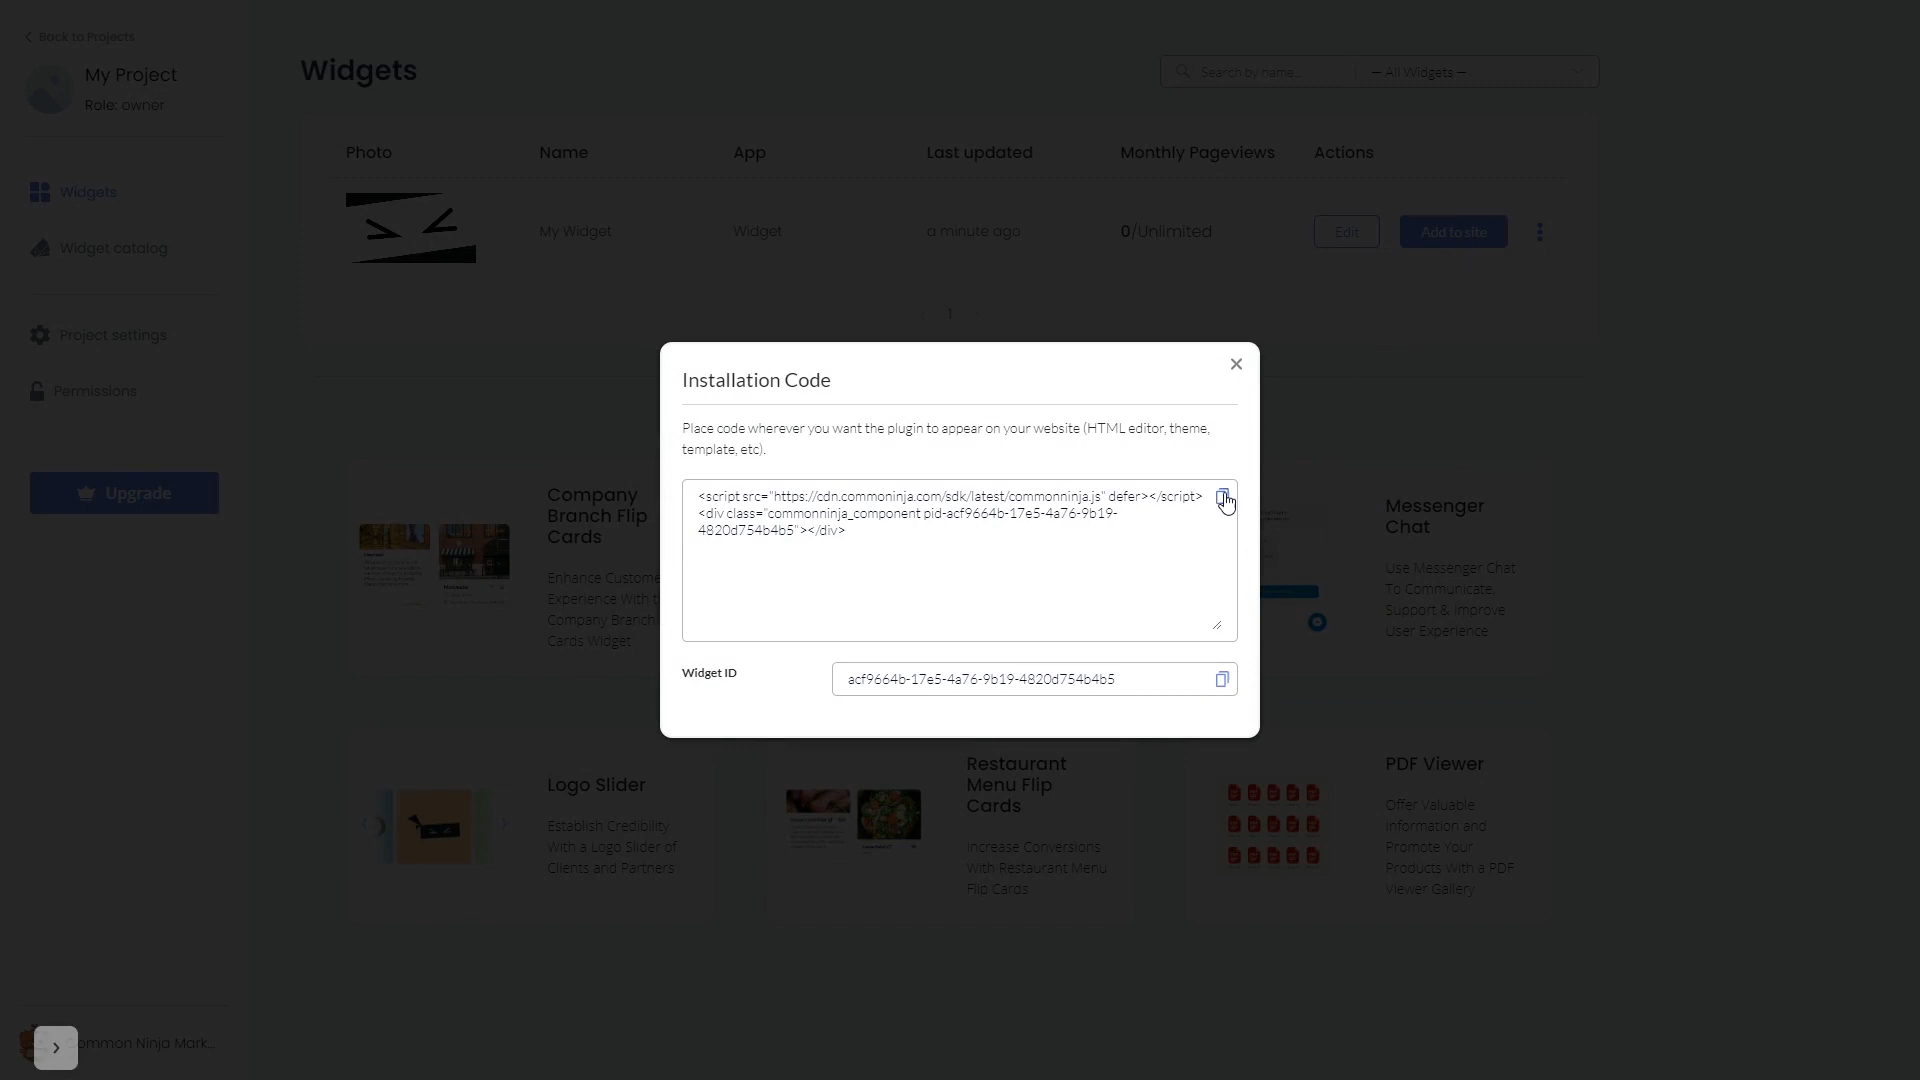 Back to Projects
My Project
Role: owner
Widgets
Widget catalog
Project settings
Permissions
Upgrade
Common Ninja Mark...
Widgets
Search by name...
— All Widgets —
Photo
Name
App
Last updated
Monthly Pageviews
Actions
My Widget
Widget
a minute ago
0/Unlimited
Edit
Add to site
1
Installation Code
Place code wherever you want the plugin to appear on your website (HTML editor, theme,
template, etc).
<script src="https://cdn.commoninja.com/sdk/latest/commonninja.js" defer></script>
<div class="commonninja_component pid-acf9664b-17e5-4a76-9b19-
4820d754b4b5"></div>
Widget ID
acf9664b-17e5-4a76-9b19-4820d754b4b5
Company
Branch Flip
Cards
Enhance Custome
Experience With t
Company Branch
Cards Widget
Messenger
Chat
Use Messenger Chat
To Communicate,
Support & Improve
User Experience
Logo Slider
Establish Credibility
With a Logo Slider of
Clients and Partners
Restaurant
Menu Flip
Cards
Increase Conversions
With Restaurant Menu
Flip Cards
PDF Viewer
Offer Valuable
Information and
Promote Your
Products With a PDF
Viewer Gallery